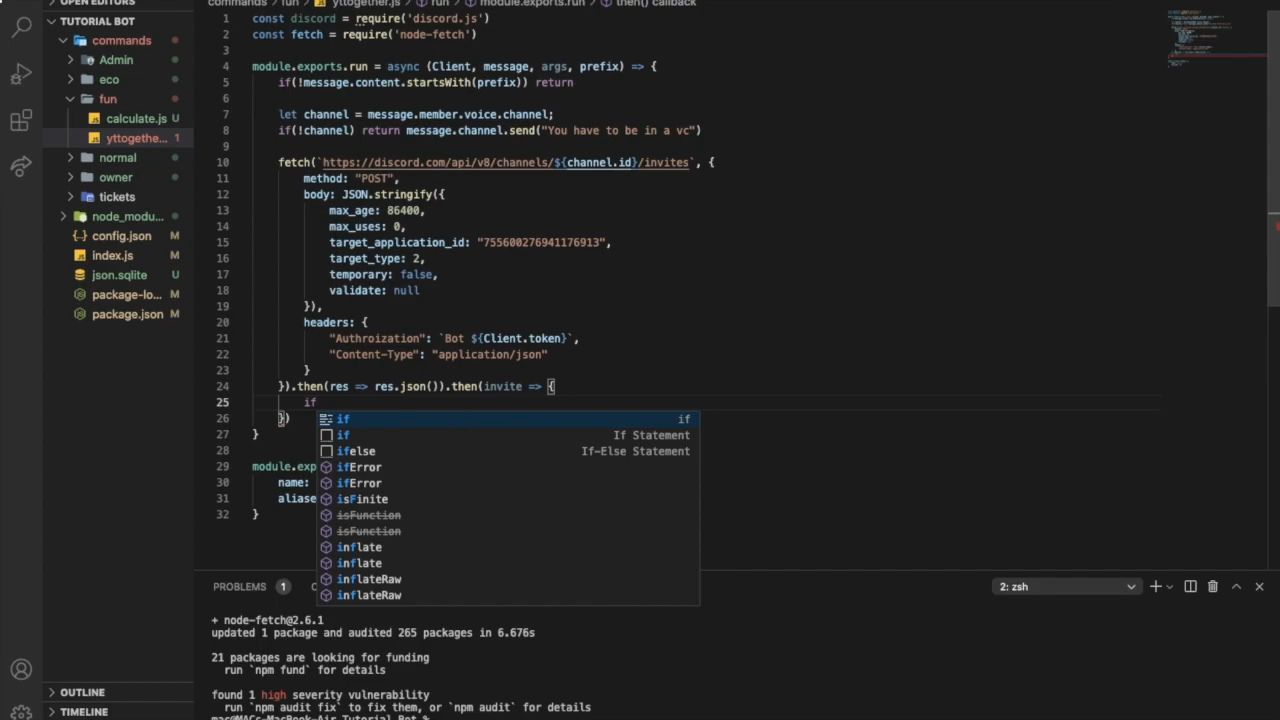 OPEN EDITORS
TUTORIAL BOT
commands
Admin
eco
fun
calculate.js U
yttogethe... 1
normal
owner
tickets
node_modu...
config.json M
index.js M
json.sqlite U
package-lo... M
package.json M
OUTLINE
TIMELINE
commands > fun > yttogether.js > run > module.exports.run > then() callback
1 const discord = require('discord.js')
2 const fetch = require('node-fetch')
3
4 module.exports.run = async (Client, message, args, prefix) => {
5 if(!message.content.startsWith(prefix)) return
6
7 let channel = message.member.voice.channel;
8 if(!channel) return message.channel.send("You have to be in a vc")
9
10 fetch(`https://discord.com/api/v8/channels/${channel.id}/invites`, {
11 method: "POST",
12 body: JSON.stringify({
13 max_age: 86400,
14 max_uses: 0,
15 target_application_id: "755600276941176913",
16 target_type: 2,
17 temporary: false,
18 validate: null
19 }),
20 headers: {
21 "Authroization": `Bot ${Client.token}`,
22 "Content-Type": "application/json"
23 }
24 }).then(res => res.json()).then(invite => {
25 if
26 })
27 }
28
29 module.exp
30 name:
31 aliase
32 }
if if
if If Statement
ifelse If-Else Statement
ifError
ifError
isFinite
isFunction
isFunction
inflate
inflate
inflateRaw
inflateRaw
PROBLEMS 1
2: zsh
+ node-fetch@2.6.1
updated 1 package and audited 265 packages in 6.676s
21 packages are looking for funding
run `npm fund` for details
found 1 high severity vulnerability
run `npm audit fix` to fix them, or `npm audit` for details
mac@MACs-MacBook-Air Tutorial Bot %